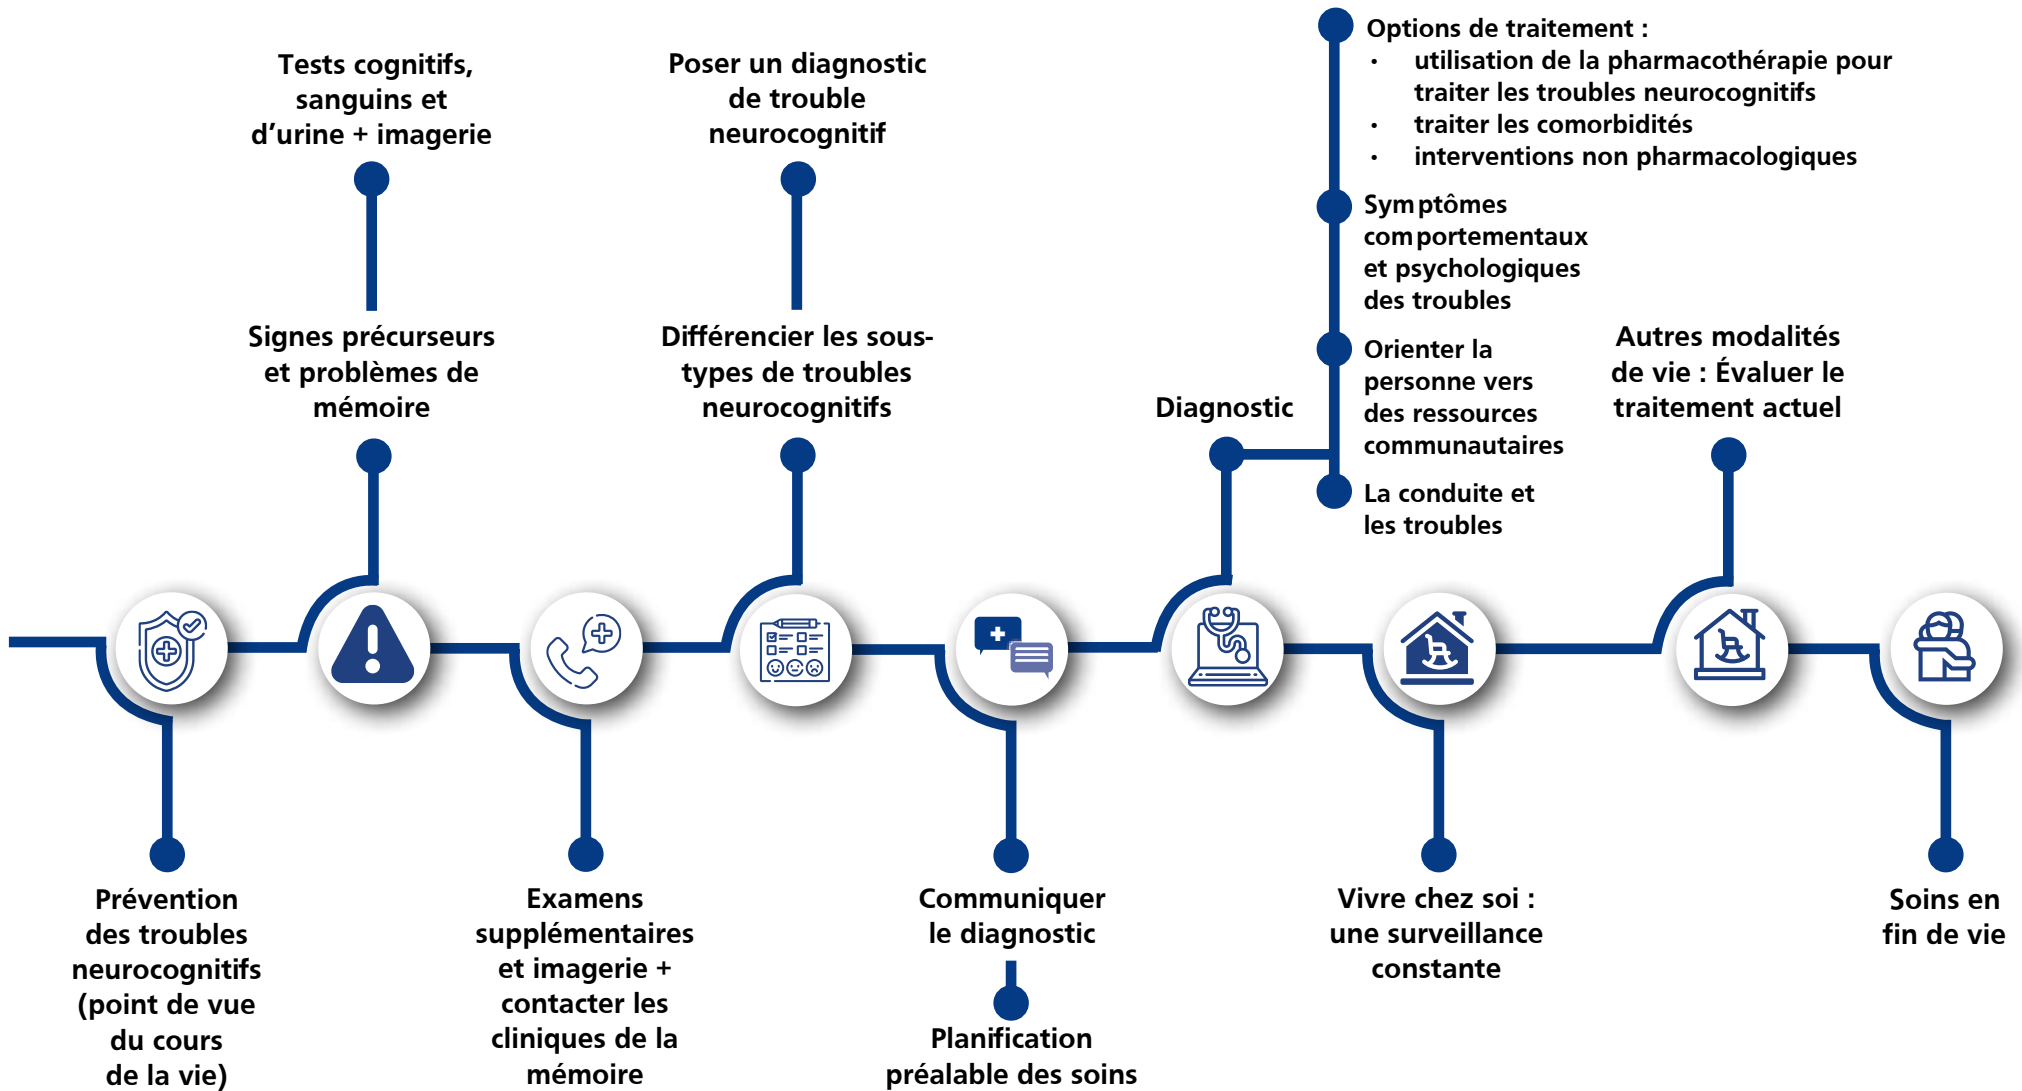 Tests cognitifs,
sanguins et
d’urine + imagerie
Signes précurseurs
et problèmes de
mémoire
Poser un diagnostic
de trouble
neurocognitif
Différencier les sous-
types de troubles
neurocognitifs
Diagnostic
Options de traitement :
· utilisation de la pharmacothérapie pour
traiter les troubles neurocognitifs
· traiter les comorbidités
· interventions non pharmacologiques
Symptômes
comportementaux
et psychologiques
des troubles
Orienter la
personne vers
des ressources
communautaires
La conduite et
les troubles
Autres modalités
de vie : Évaluer le
traitement actuel
Prévention
des troubles
neurocognitifs
(point de vue
du cours
de la vie)
Examens
supplémentaires
et imagerie +
contacter les
cliniques de la
mémoire
Communiquer
le diagnostic
Planification
préalable des soins
Vivre chez soi :
une surveillance
constante
Soins en
fin de vie